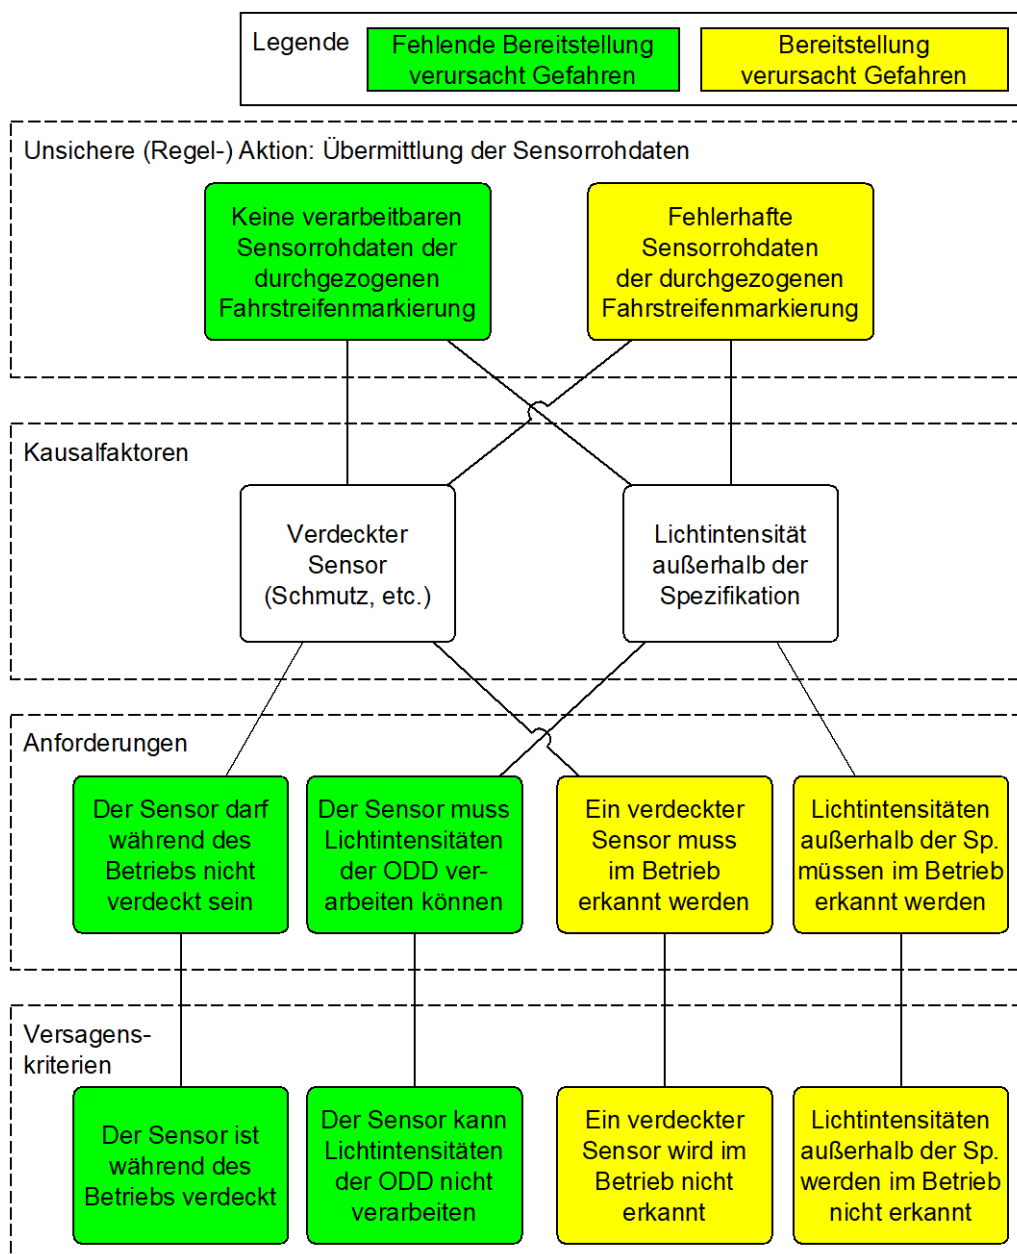 Legende
Fehlende Bereitstellung
verursacht Gefahren
Bereitstellung
verursacht Gefahren
Unsichere (Regel-) Aktion: Übermittlung der Sensorrohdaten
Keine verarbeitbaren
Sensorrohdaten der
durchgezogenen
Fahrstreifenmarkierung
Fehlerhafte
Sensorrohdaten
der durchgezogenen
Fahrstreifenmarkierung
Kausalfaktoren
Verdeckter
Sensor
(Schmutz, etc.)
Lichtintensität
außerhalb der
Spezifikation
Anforderungen
Der Sensor darf
während des
Betriebs nicht
verdeckt sein
Der Sensor muss
Lichtintensitäten
der ODD ver-
arbeiten können
Ein verdeckter
Sensor muss
im Betrieb
erkannt werden
Lichtintensitäten
außerhalb der Sp.
müssen im Betrieb
erkannt werden
Versagens-
kriterien
Der Sensor ist
während des
Betriebs verdeckt
Der Sensor kann
Lichtintensitäten
der ODD nicht
verarbeiten
Ein verdeckter
Sensor wird im
Betrieb nicht
erkannt
Lichtintensitäten
außerhalb der Sp.
werden im Betrieb
nicht erkannt